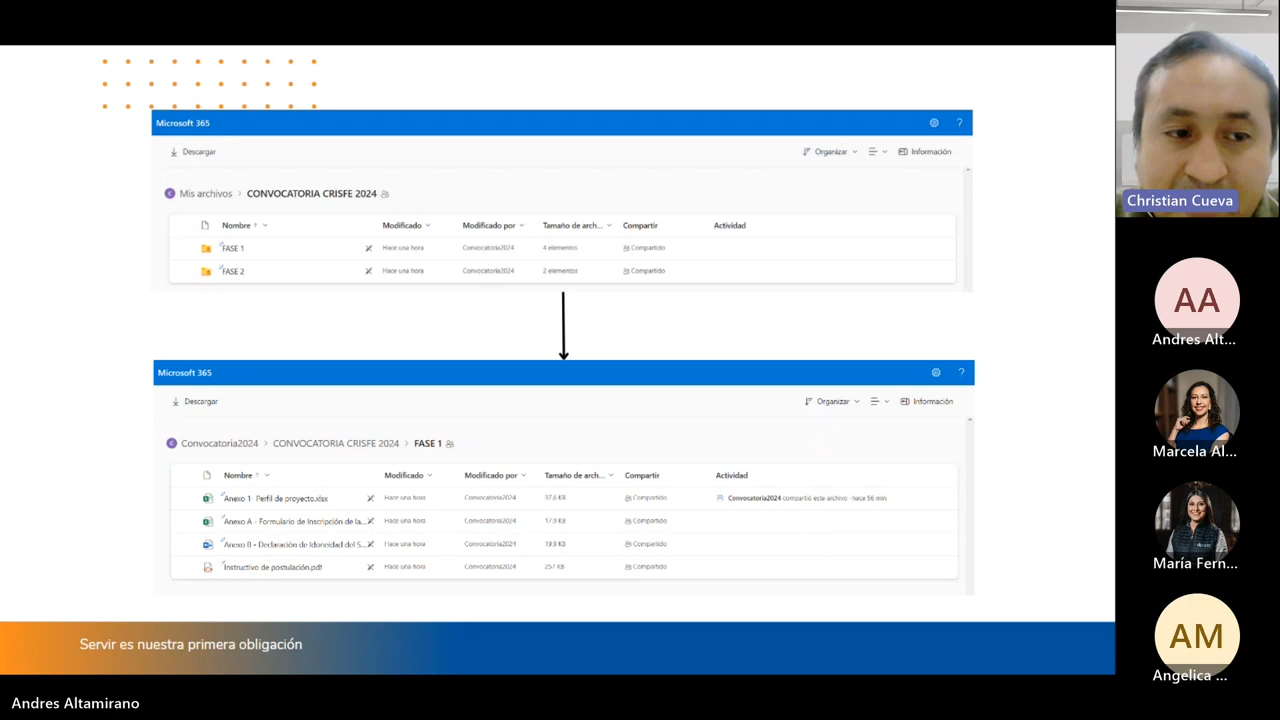 Microsoft 365
?
Descargar
Organizar
Información
C Mis archivos > CONVOCATORIA CRISFE 2024
Nombre Modificado Modificado por Tamaño de arch... Compartir Actividad
FASE 1 Hace una hora Convocatoria2024 4 elementos Compartido
FASE 2 Hace una hora Convocatoria2024 2 elementos Compartido
Microsoft 365
?
Descargar
Organizar
Información
C Convocatoria2024 > CONVOCATORIA CRISFE 2024 > FASE 1
Nombre Modificado Modificado por Tamaño de arch... Compartir Actividad
Anexo 1- Perfil de proyecto.xlsx Hace una hora Convocatoria2024 37,6 KB Compartido Convocatoria2024 compartió este archivo · hace 56 min
Anexo A - Formulario de Inscripción de la... Hace una hora Convocatoria2024 17,9 KB Compartido
Anexo B - Declaración de Idoneidad del S... Hace una hora Convocatoria2024 19,9 KB Compartido
Instructivo de postulación.pdf Hace una hora Convocatoria2024 257 KB Compartido
Servir es nuestra primera obligación
Andres Altamirano
Christian Cueva
AA
Andres Alt...
Marcela Al...
María Fern...
AM
Angelica ...